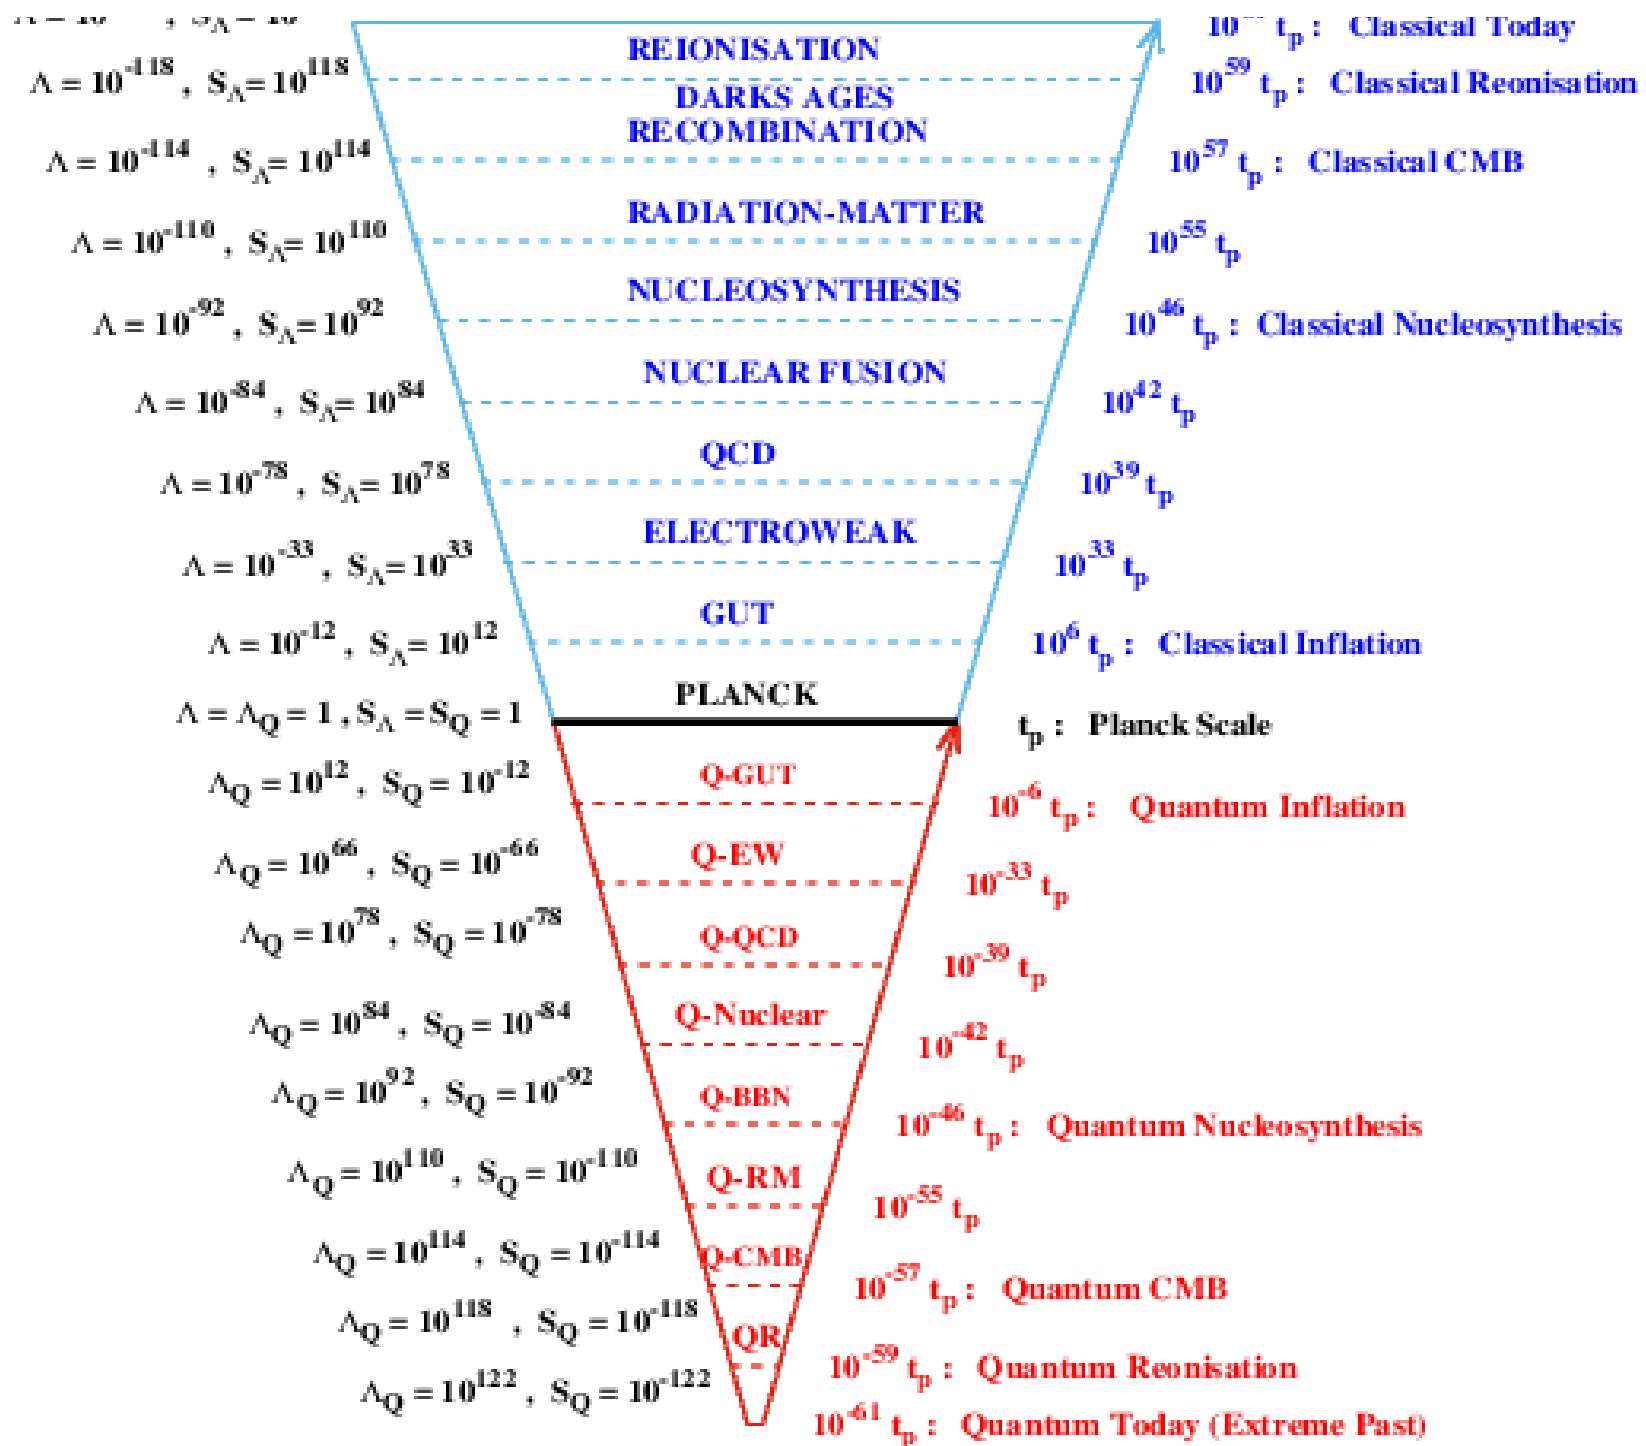 Λ = 10 , S_Λ = 10 t_p : Classical Today
REIONISATION
Λ = 10^-118 , S_Λ = 10^118 10^59 t_p : Classical Reonisation
DARKS AGES
RECOMBINATION
Λ = 10^-114 , S_Λ = 10^114 10^57 t_p : Classical CMB
RADIATION-MATTER
Λ = 10^-110 , S_Λ = 10^110 10^55 t_p
NUCLEOSYNTHESIS
Λ = 10^-92 , S_Λ = 10^92 10^46 t_p : Classical Nucleosynthesis
NUCLEAR FUSION
Λ = 10^-84 , S_Λ = 10^84 10^42 t_p
QCD
Λ = 10^-78 , S_Λ = 10^78 10^39 t_p
ELECTROWEAK
Λ = 10^-33 , S_Λ = 10^33 10^33 t_p
GUT
Λ = 10^-12 , S_Λ = 10^12 10^6 t_p : Classical Inflation
PLANCK
Λ = Λ_Q = 1 , S_Λ = S_Q = 1 t_p : Planck Scale
Λ_Q = 10^12 , S_Q = 10^-12 Q-GUT
10^-6 t_p : Quantum Inflation
Λ_Q = 10^66 , S_Q = 10^-66 Q-EW
10^-33 t_p
Λ_Q = 10^78 , S_Q = 10^-78 Q-QCD
10^-39 t_p
Λ_Q = 10^84 , S_Q = 10^-84 Q-Nuclear
10^-42 t_p
Λ_Q = 10^92 , S_Q = 10^-92 Q-BBN
10^-46 t_p : Quantum Nucleosynthesis
Λ_Q = 10^110 , S_Q = 10^-110 Q-RM
10^-55 t_p
Λ_Q = 10^114 , S_Q = 10^-114 Q-CMB
10^-57 t_p : Quantum CMB
Λ_Q = 10^118 , S_Q = 10^-118 QR
10^-59 t_p : Quantum Reonisation
Λ_Q = 10^122 , S_Q = 10^-122
10^-61 t_p : Quantum Today (Extreme Past)